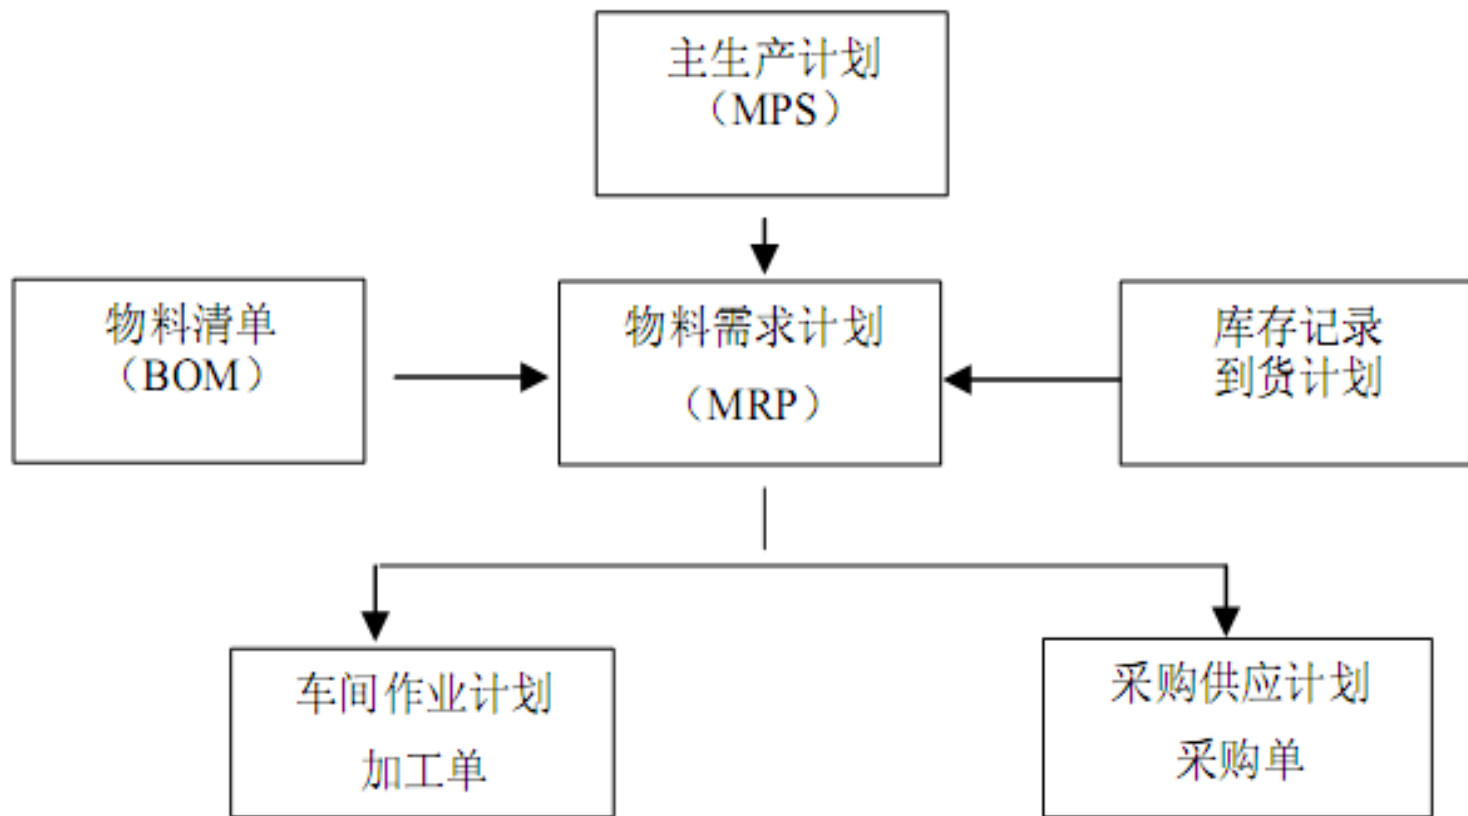 主生产计划
（MPS）
物料清单
（BOM）
物料需求计划
（MRP）
库存记录
到货计划
车间作业计划
加工单
采购供应计划
采购单